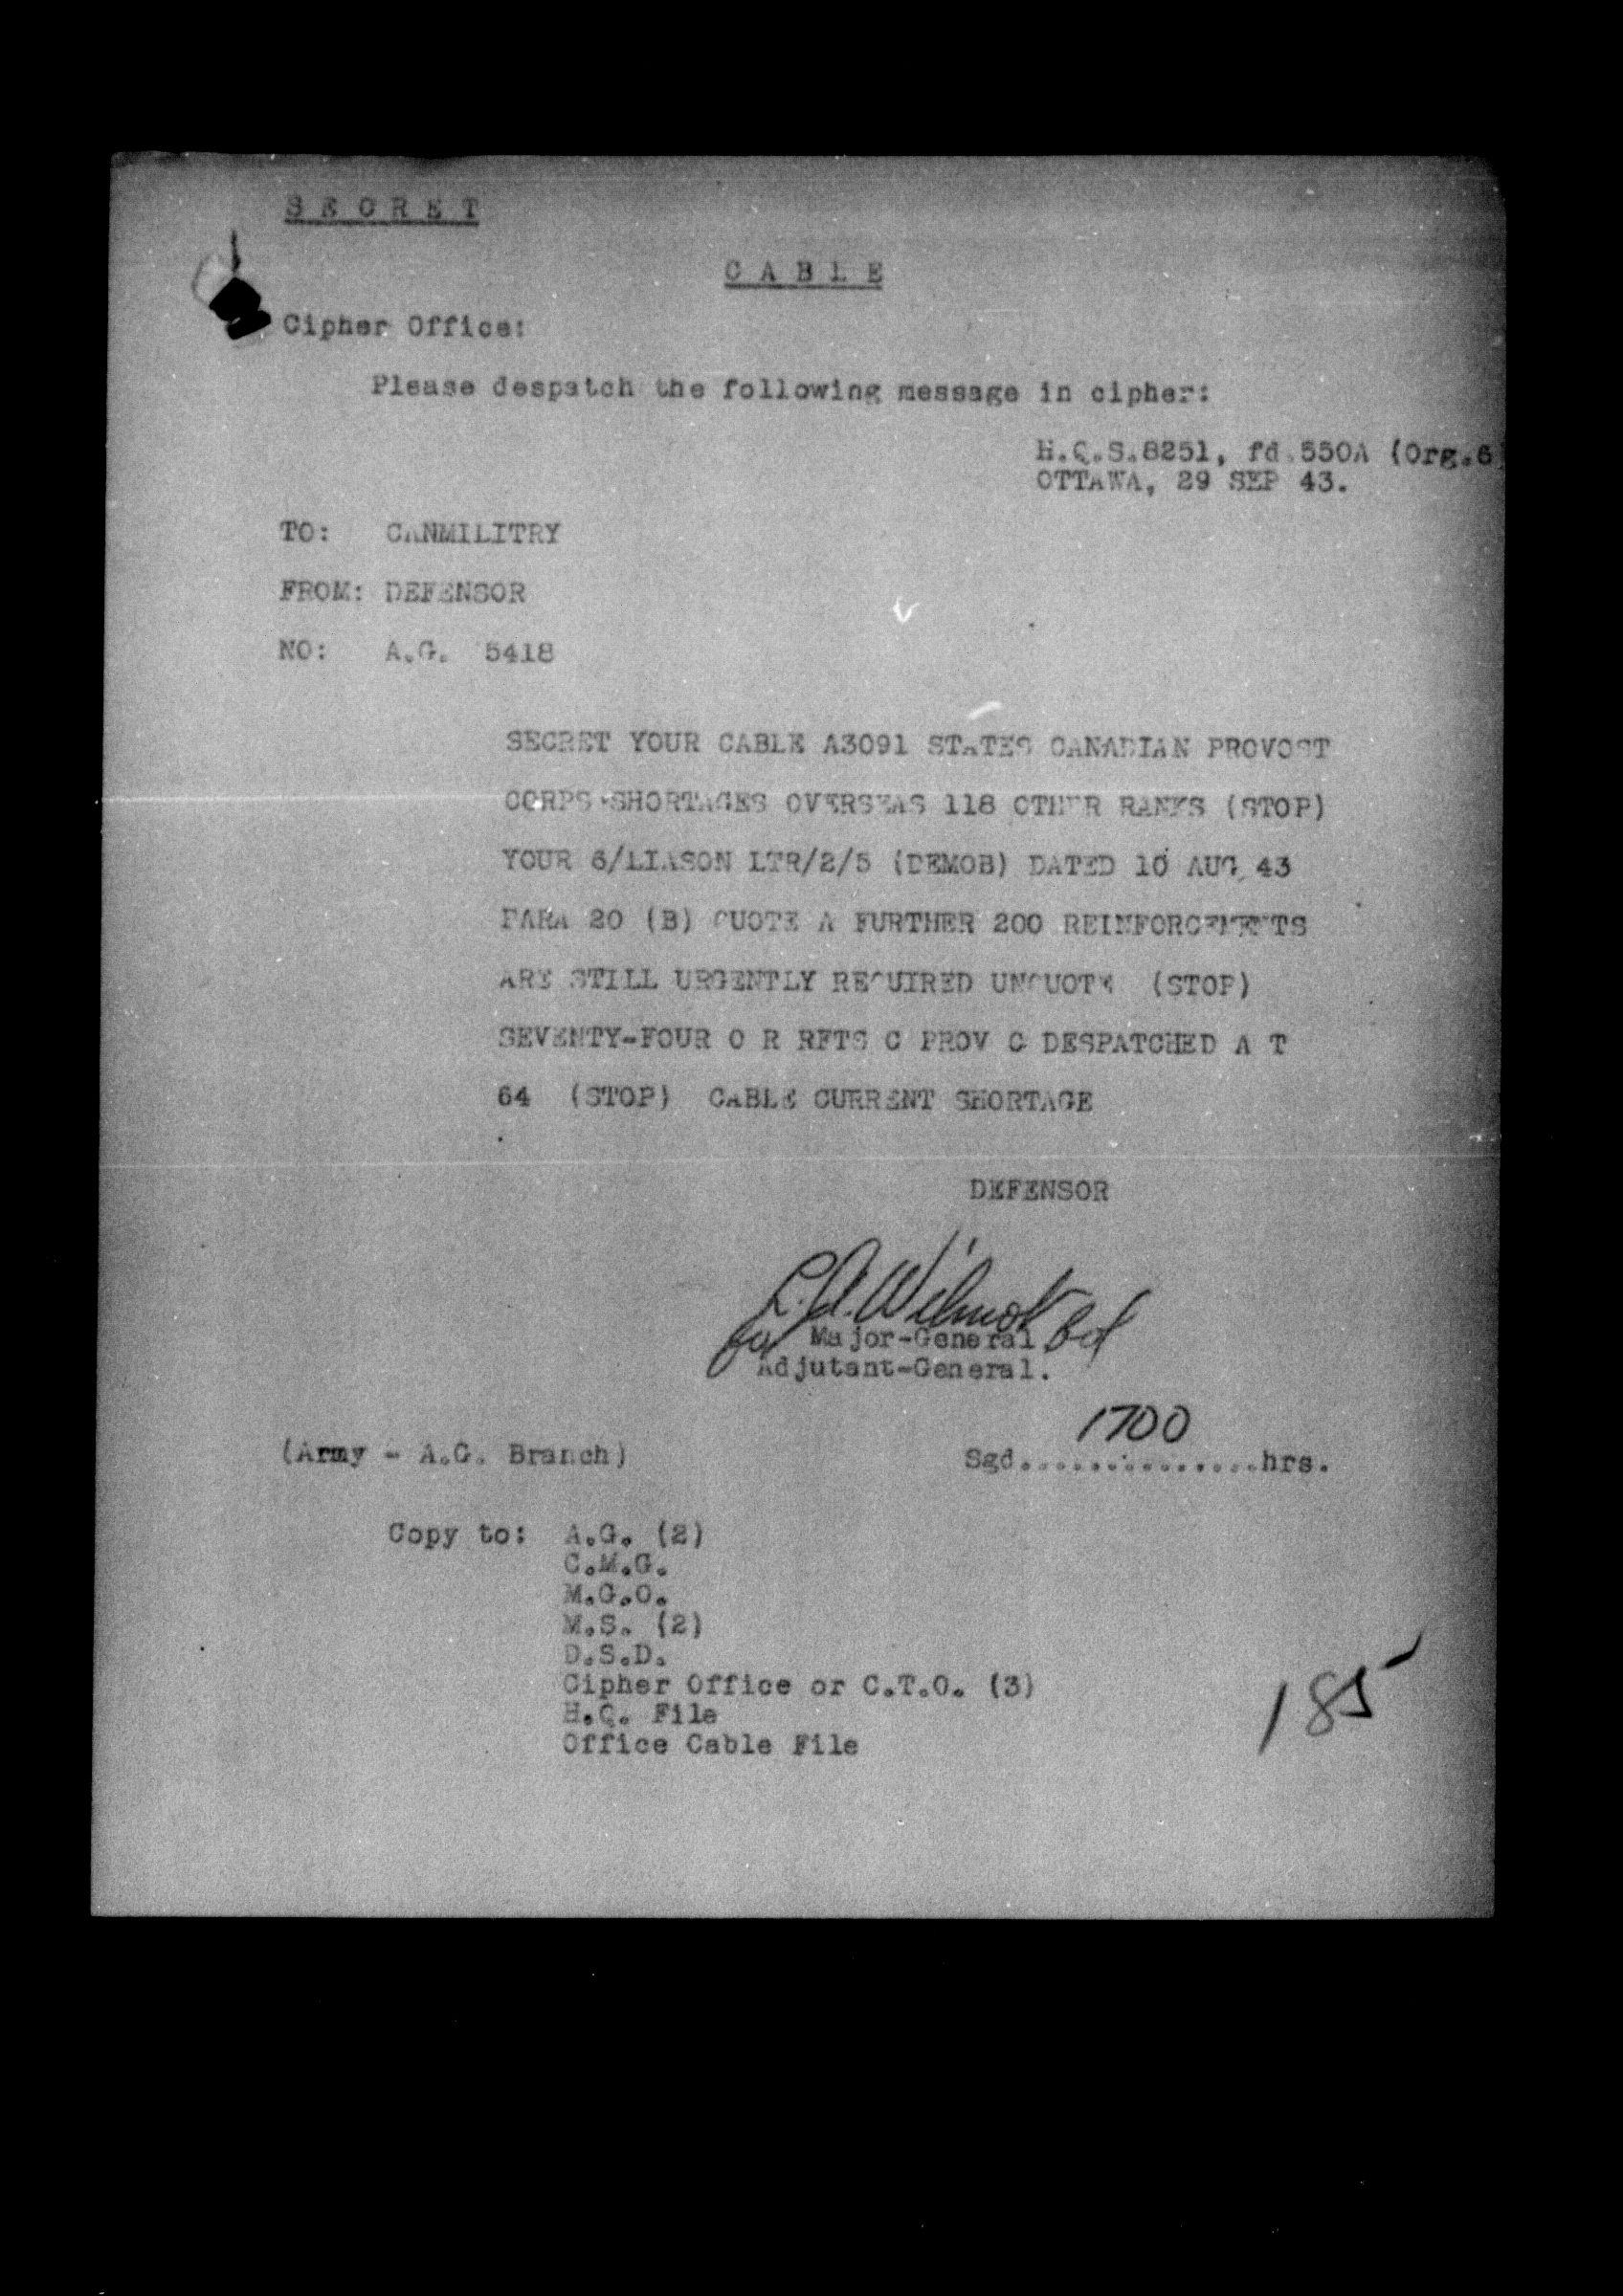 S E C R E T
C A B L E
Cipher Office:
Please despatch the following message in cipher:
H.Q.S.8251, fd 550A (Org.6)
OTTAWA, 29 SEP 43.
TO: CANMILITRY
FROM: DEFENSOR
NO: A.G. 5418
SECRET YOUR CABLE A3091 STATES CANADIAN PROVOST
CORPS SHORTAGES OVERSEAS 118 OTHER RANKS (STOP)
YOUR 6/LIASON LTR/2/5 (DEMOB) DATED 10 AUG 43
PARA 20 (B) QUOTE A FURTHER 200 REINFORCEMENTS
ARE STILL URGENTLY REQUIRED UNQUOTE (STOP)
SEVENTY-FOUR O R RFTS C PROV C DESPATCHED A T
64 (STOP) CABLE CURRENT SHORTAGE
DEFENSOR
L.A. Wilmot
for Major-General
Adjutant-General.
1700
(Army - A.G. Branch) Sgd...............hrs.
Copy to: A.G. (2)
C.M.G.
M.G.O.
M.S. (2)
D.S.D.
Cipher Office or C.T.O. (3)
H.Q. File
Office Cable File
185